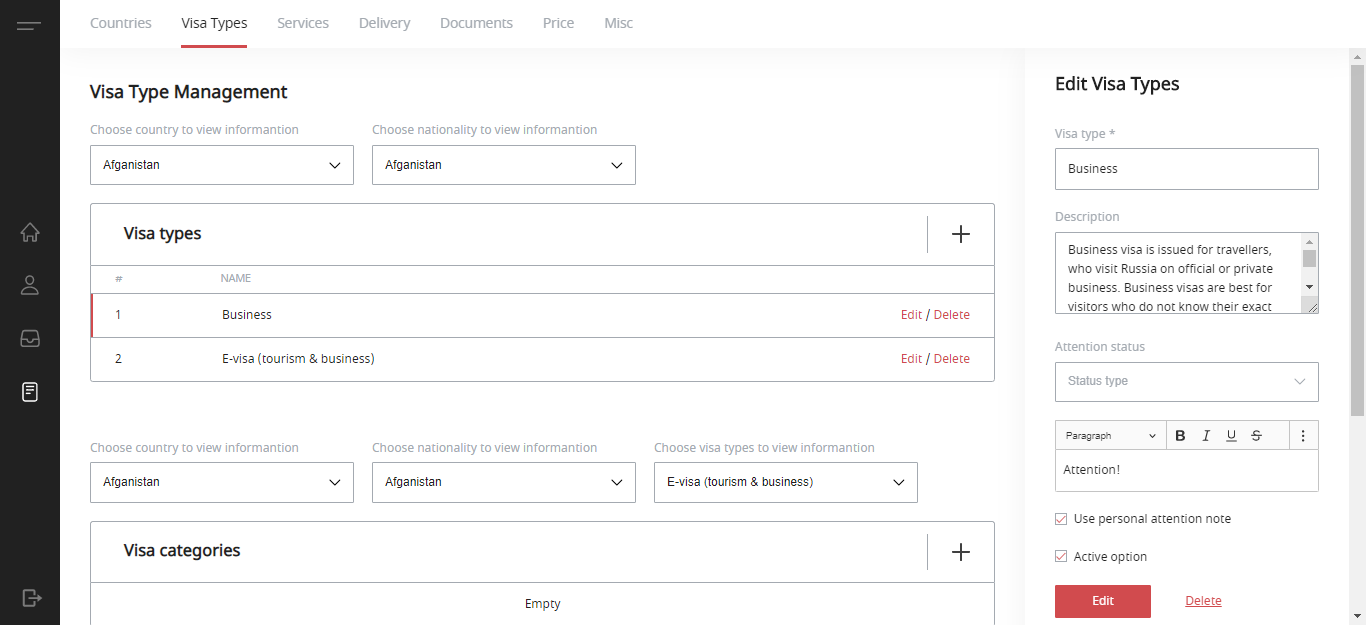 Countries
Visa Types
Services
Delivery
Documents
Price
Misc
Visa Type Management
Choose country to view informantion
Choose nationality to view informantion
Afganistan
Afganistan
Visa types
# NAME
1 Business Edit / Delete
2 E-visa (tourism & business) Edit / Delete
Choose country to view informantion
Choose nationality to view informantion
Choose visa types to view informantion
Afganistan
Afganistan
E-visa (tourism & business)
Visa categories
Empty
Edit Visa Types
Visa type *
Business
Description
Business visa is issued for travellers,
who visit Russia on official or private
business. Business visas are best for
visitors who do not know their exact
Attention status
Status type
Paragraph B I U S
Attention!
Use personal attention note
Active option
Edit
Delete